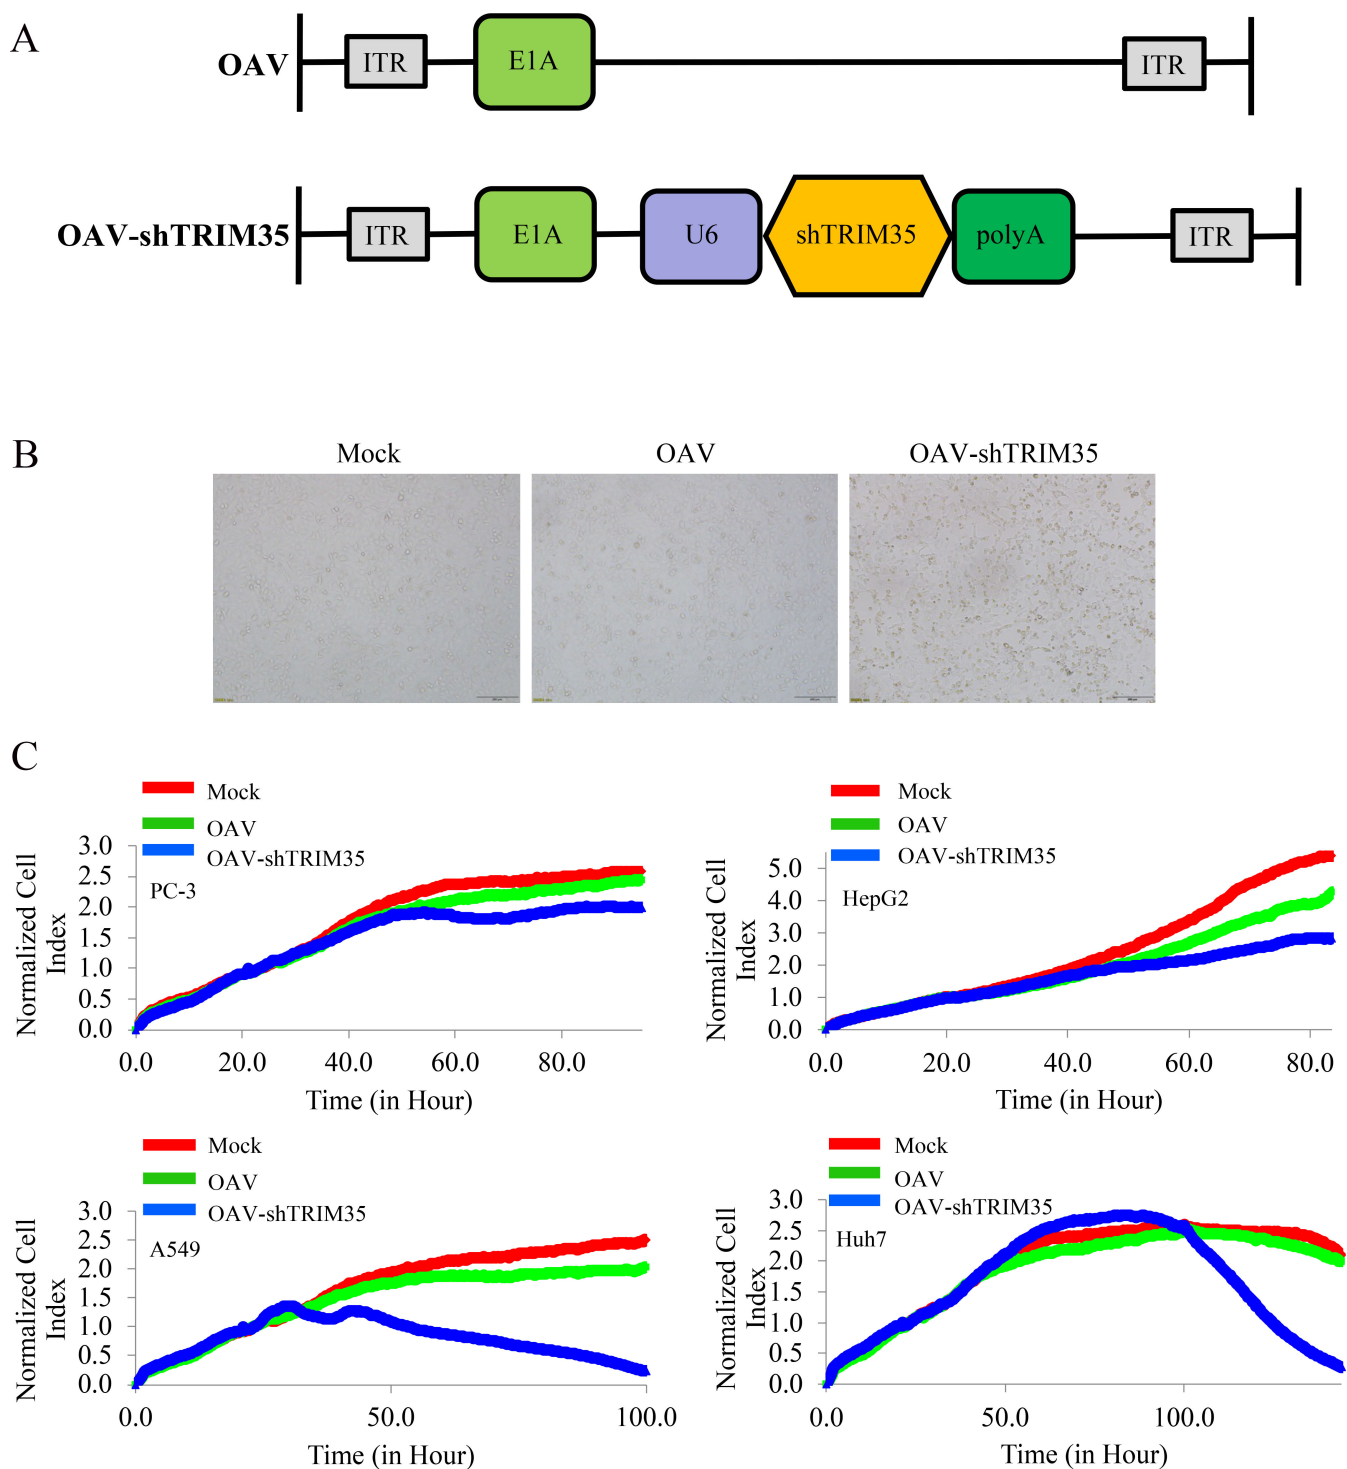 A
OAV
ITR
E1A
ITR
OAV-shTRIM35
ITR
E1A
U6
shTRIM35
polyA
ITR
B
Mock
OAV
OAV-shTRIM35
C
Mock
OAV
OAV-shTRIM35
PC-3
Normalized Cell
Index
3.0
2.5
2.0
1.5
1.0
0.5
0.0
0.0
20.0
40.0
60.0
80.0
Time (in Hour)
Mock
OAV
OAV-shTRIM35
HepG2
Normalized Cell
Index
5.0
4.0
3.0
2.0
1.0
0.0
0.0
20.0
40.0
60.0
80.0
Time (in Hour)
Mock
OAV
OAV-shTRIM35
A549
Normalized Cell
Index
3.0
2.5
2.0
1.5
1.0
0.5
0.0
0.0
50.0
100.0
Time (in Hour)
Mock
OAV
OAV-shTRIM35
Huh7
Normalized Cell
Index
3.0
2.5
2.0
1.5
1.0
0.5
0.0
0.0
50.0
100.0
Time (in Hour)